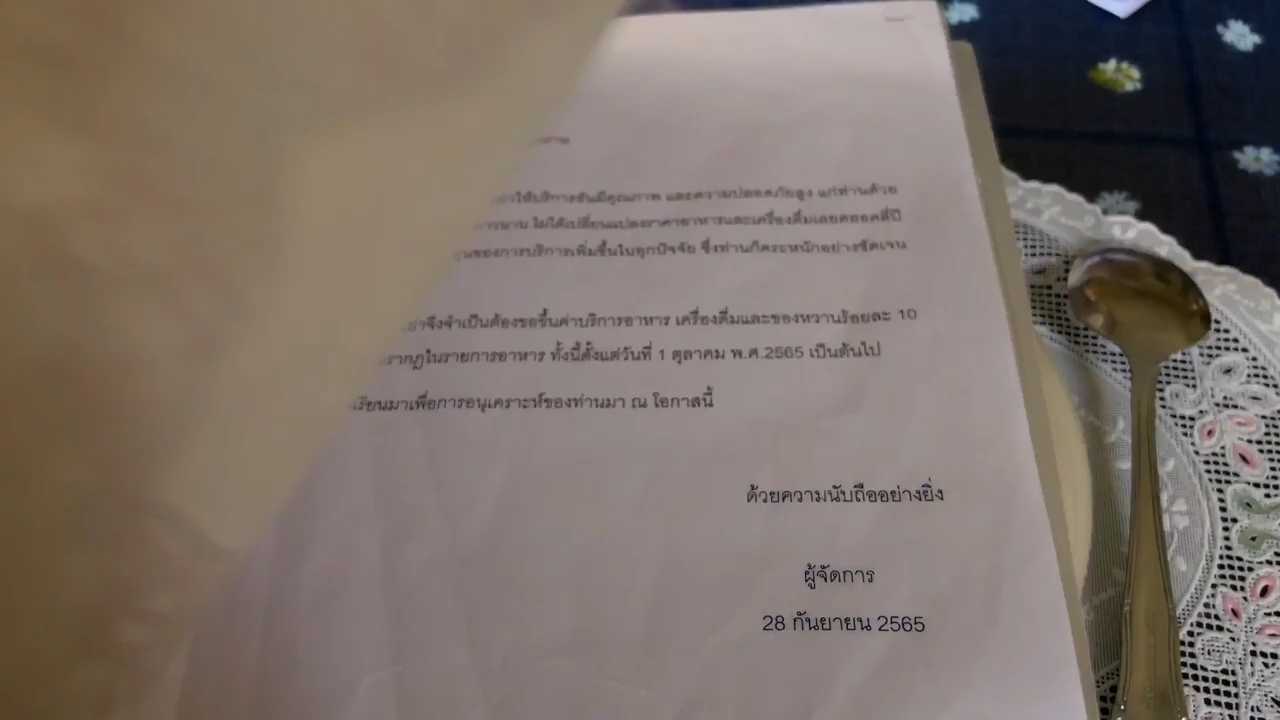 ให้บริการอันมีคุณภาพ และความปลอดภัยสูง แก่ท่านด้วย
ไม่ได้เปลี่ยนแปลงราคาอาหารและเครื่องดื่มเลยตลอดสี่ปี
ของการบริการเพิ่มขึ้นในทุกปัจจัย ซึ่งท่านก็ตระหนักอย่างชัดเจน
จึงจำเป็นต้องขอขึ้นค่าบริการอาหาร เครื่องดื่มและของหวานร้อยละ 10
ในรายการอาหาร ทั้งนี้ตั้งแต่วันที่ 1 ตุลาคม พ.ศ.2565 เป็นต้นไป
เรียนมาเพื่อการอนุเคราะห์ของท่านมา ณ โอกาสนี้
ด้วยความนับถืออย่างยิ่ง
ผู้จัดการ
28 กันยายน 2565